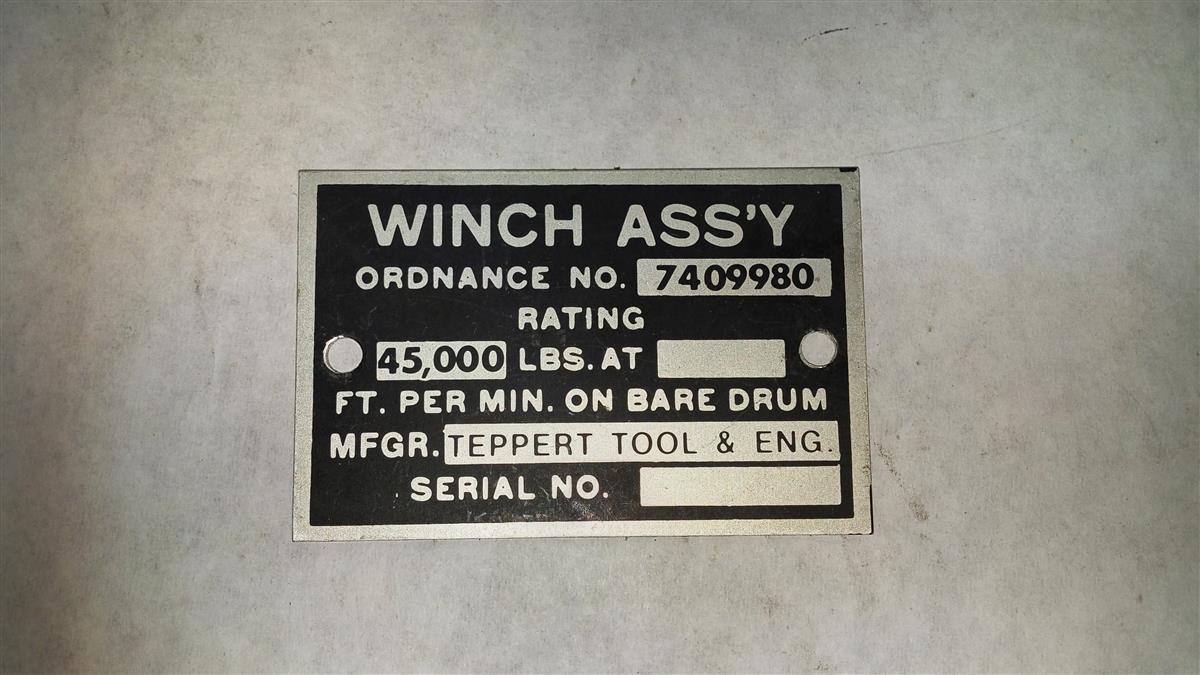 WINCH ASS'Y
ORDNANCE NO. 7409980
RATING
45,000 LBS. AT
FT. PER MIN. ON BARE DRUM
MFGR. TEPPERT TOOL & ENG.
SERIAL NO.